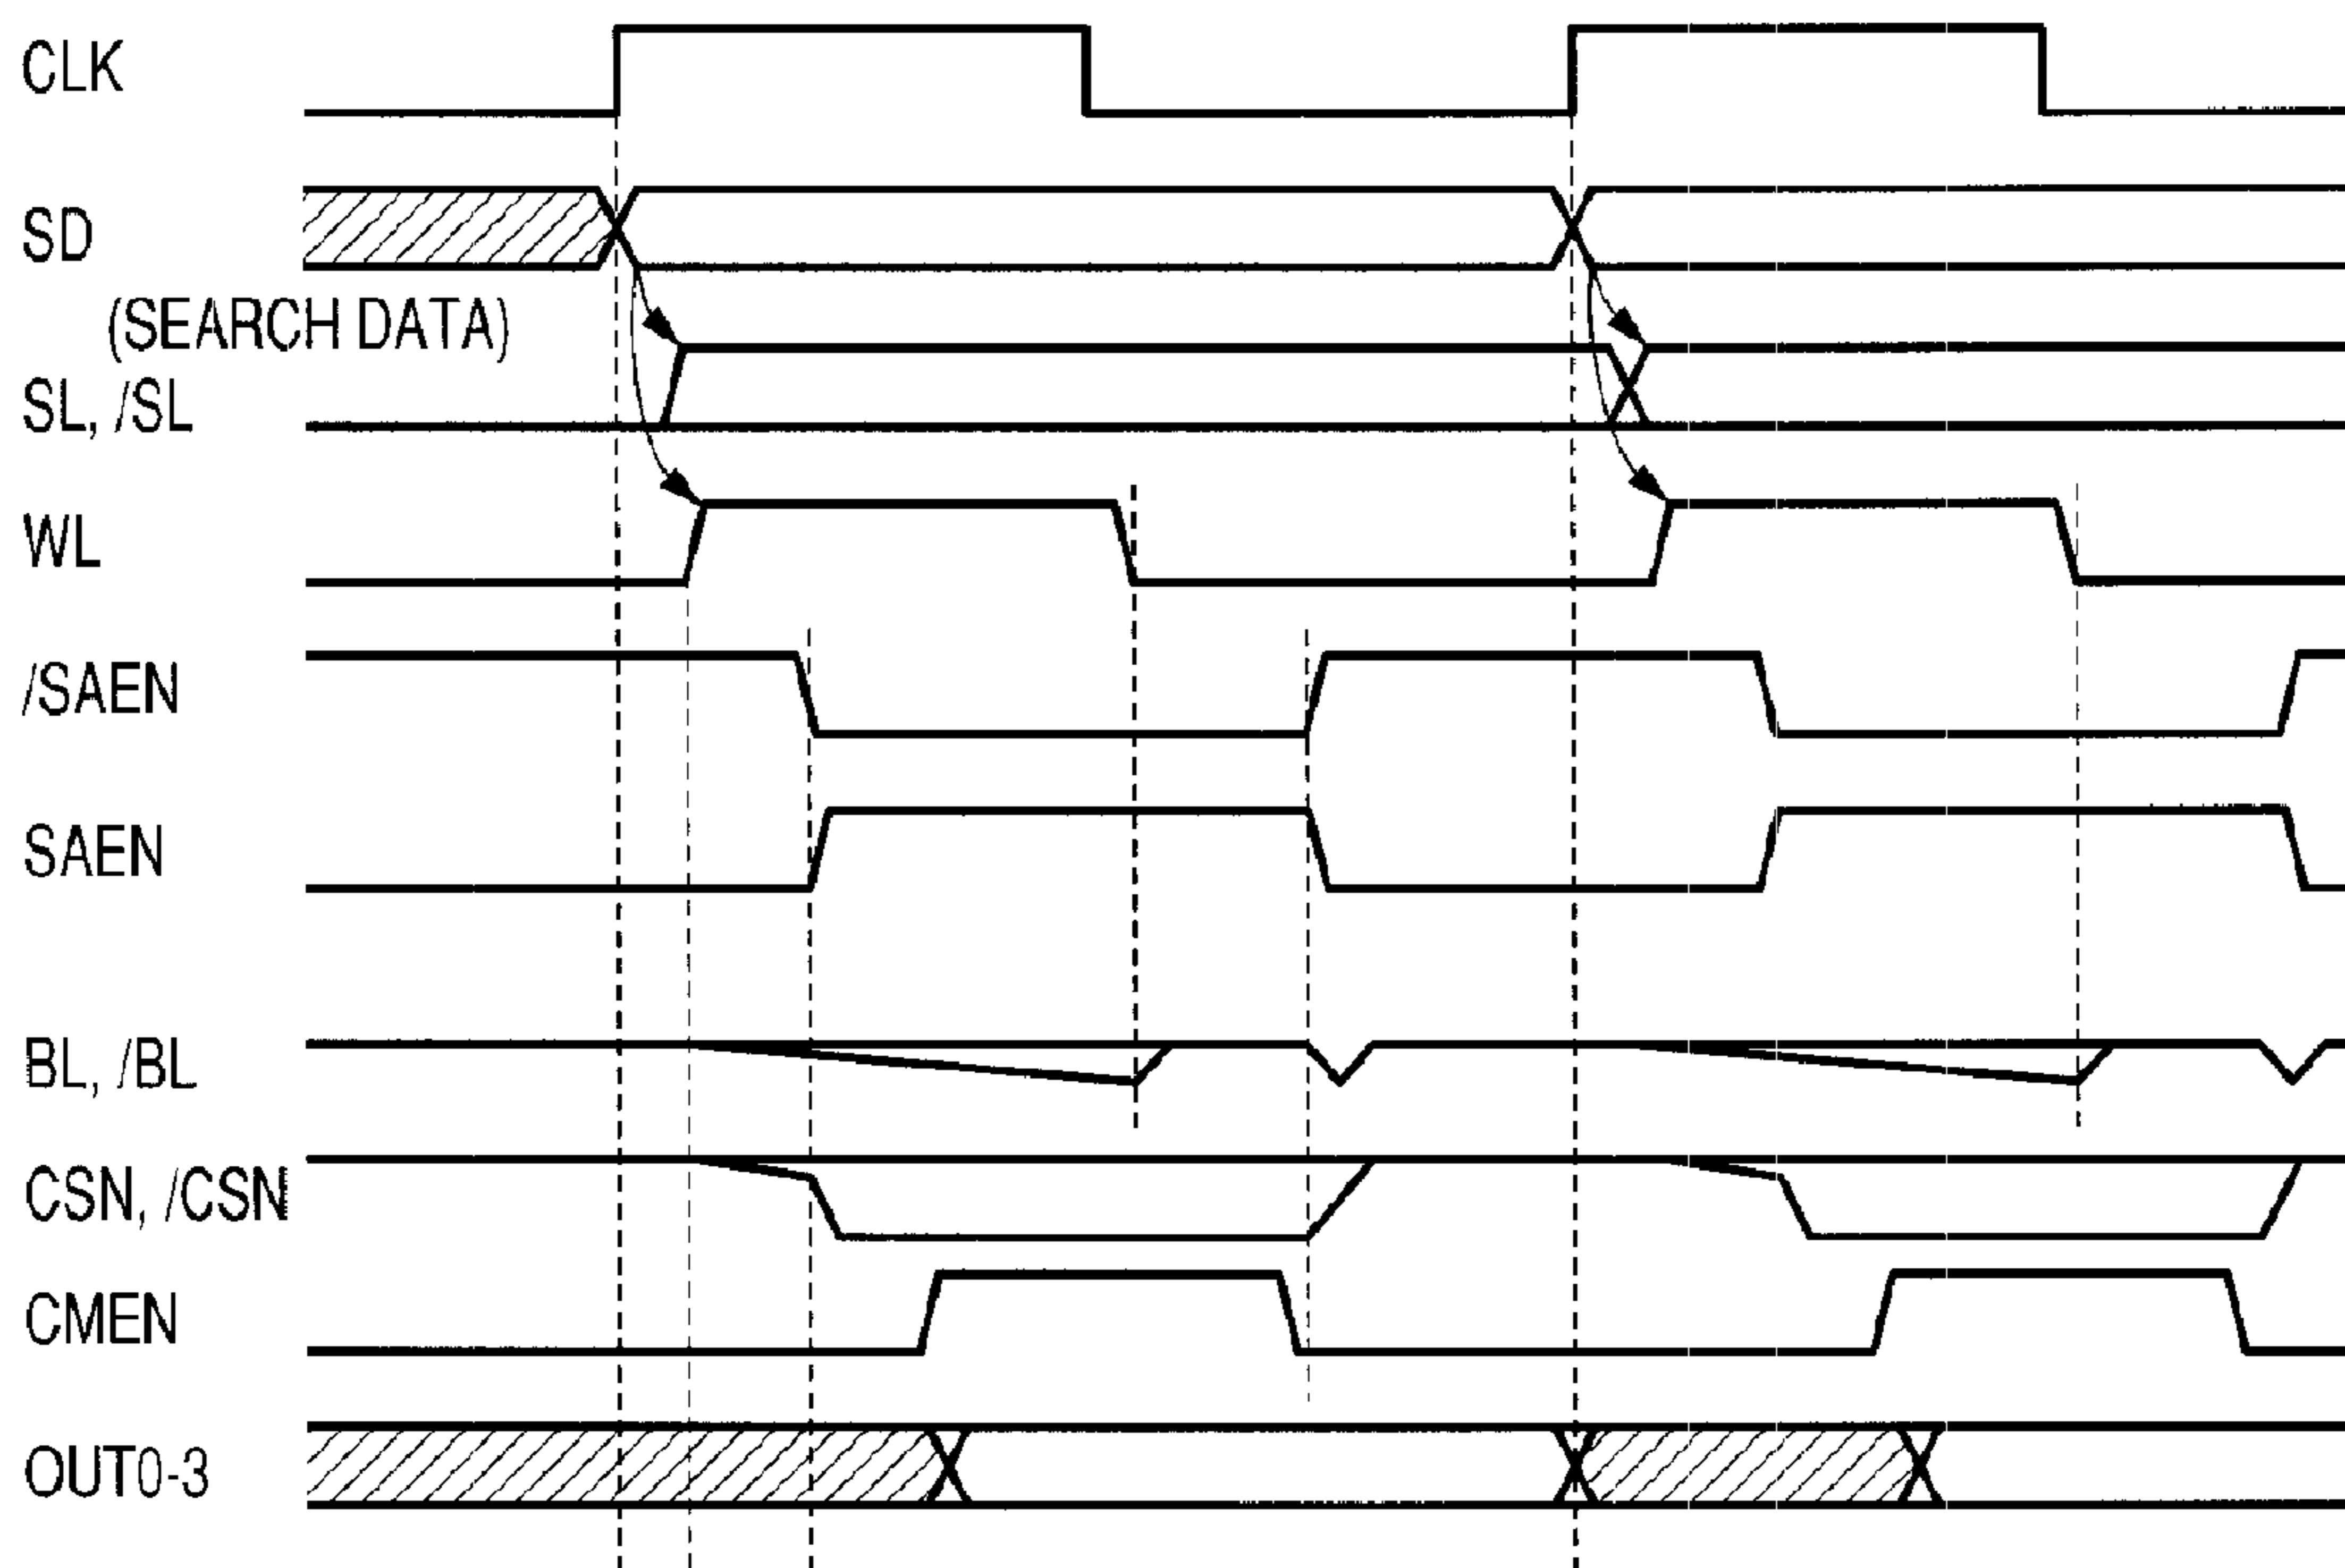 CLK
SD
(SEARCH DATA)
SL, /SL
WL
/SAEN
SAEN
BL, /BL
CSN, /CSN
CMEN
OUT0-3